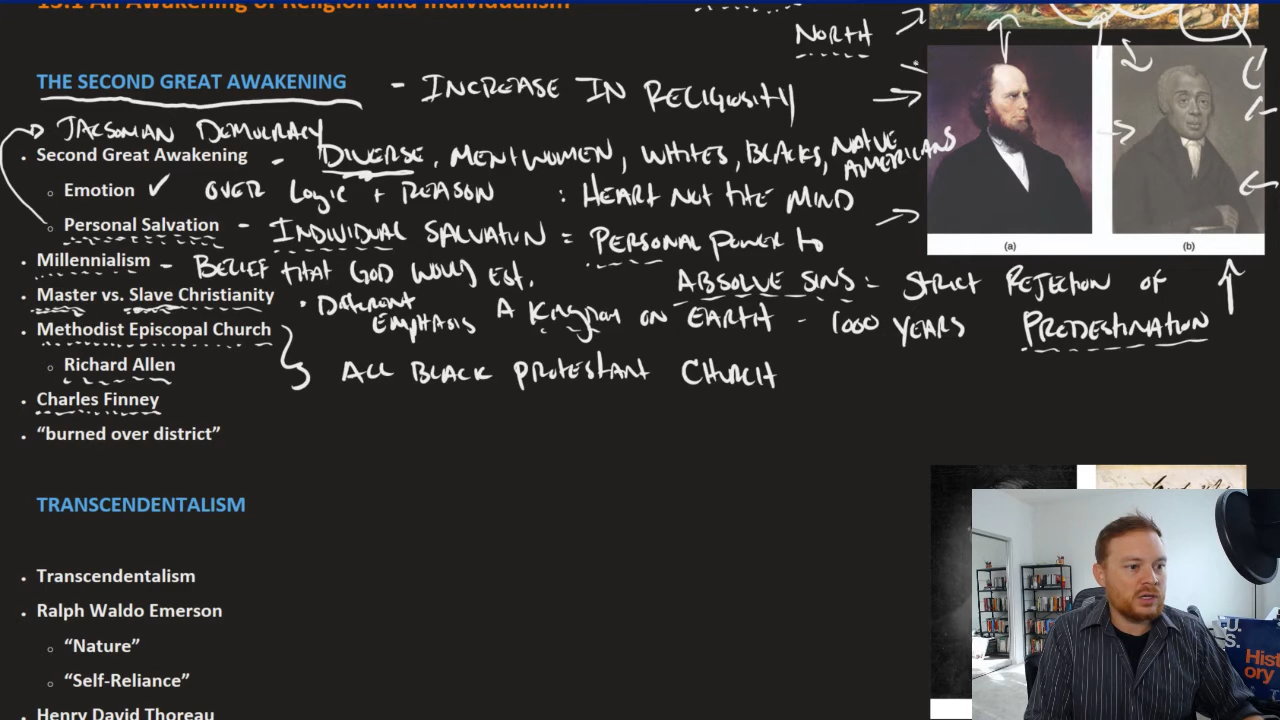 15.1 An Awakening of Religion and Individualism
NORTH
THE SECOND GREAT AWAKENING - INCREASE IN RELIGIOSITY
JACSONIAN DEMOCRACY
• Second Great Awakening - DIVERSE, MEN+WOMEN, WHITES, BLACKS, NATIVE AMERICANS
○ Emotion ✓ OVER Logic + REASON : HEART NOT THE MIND
○ Personal Salvation - INDIVIDUAL SALVATION = PERSONAL POWER to
(a) (b)
• Millennialism - BELIEF that GOD WOULD EST. ABSOLVE SINS = STRICT REJECTION OF
• Master vs. Slave Christianity • DIFFERENT EMPHASIS A KINGDOM ON EARTH - 1000 YEARS PREDESTINATION
• Methodist Episcopal Church
○ Richard Allen ALL BLACK PROTESTANT CHURCH
• Charles Finney
• “burned over district”
TRANSCENDENTALISM
• Transcendentalism
• Ralph Waldo Emerson
○ “Nature”
○ “Self-Reliance”
• Henry David Thoreau
U.S.
History